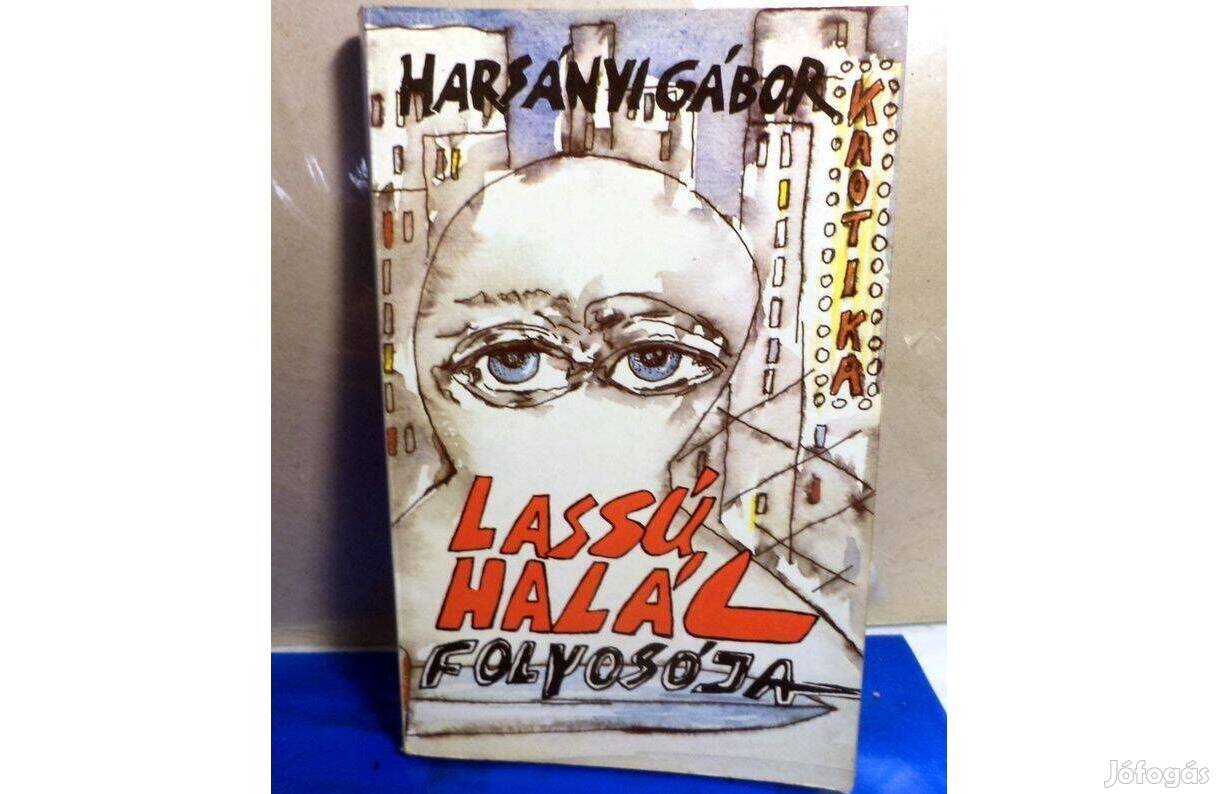 HARSÁNYI GÁBOR
KAOTIKA
LASSÚ
HALÁL
FOLYOSÓJA
Jófogás